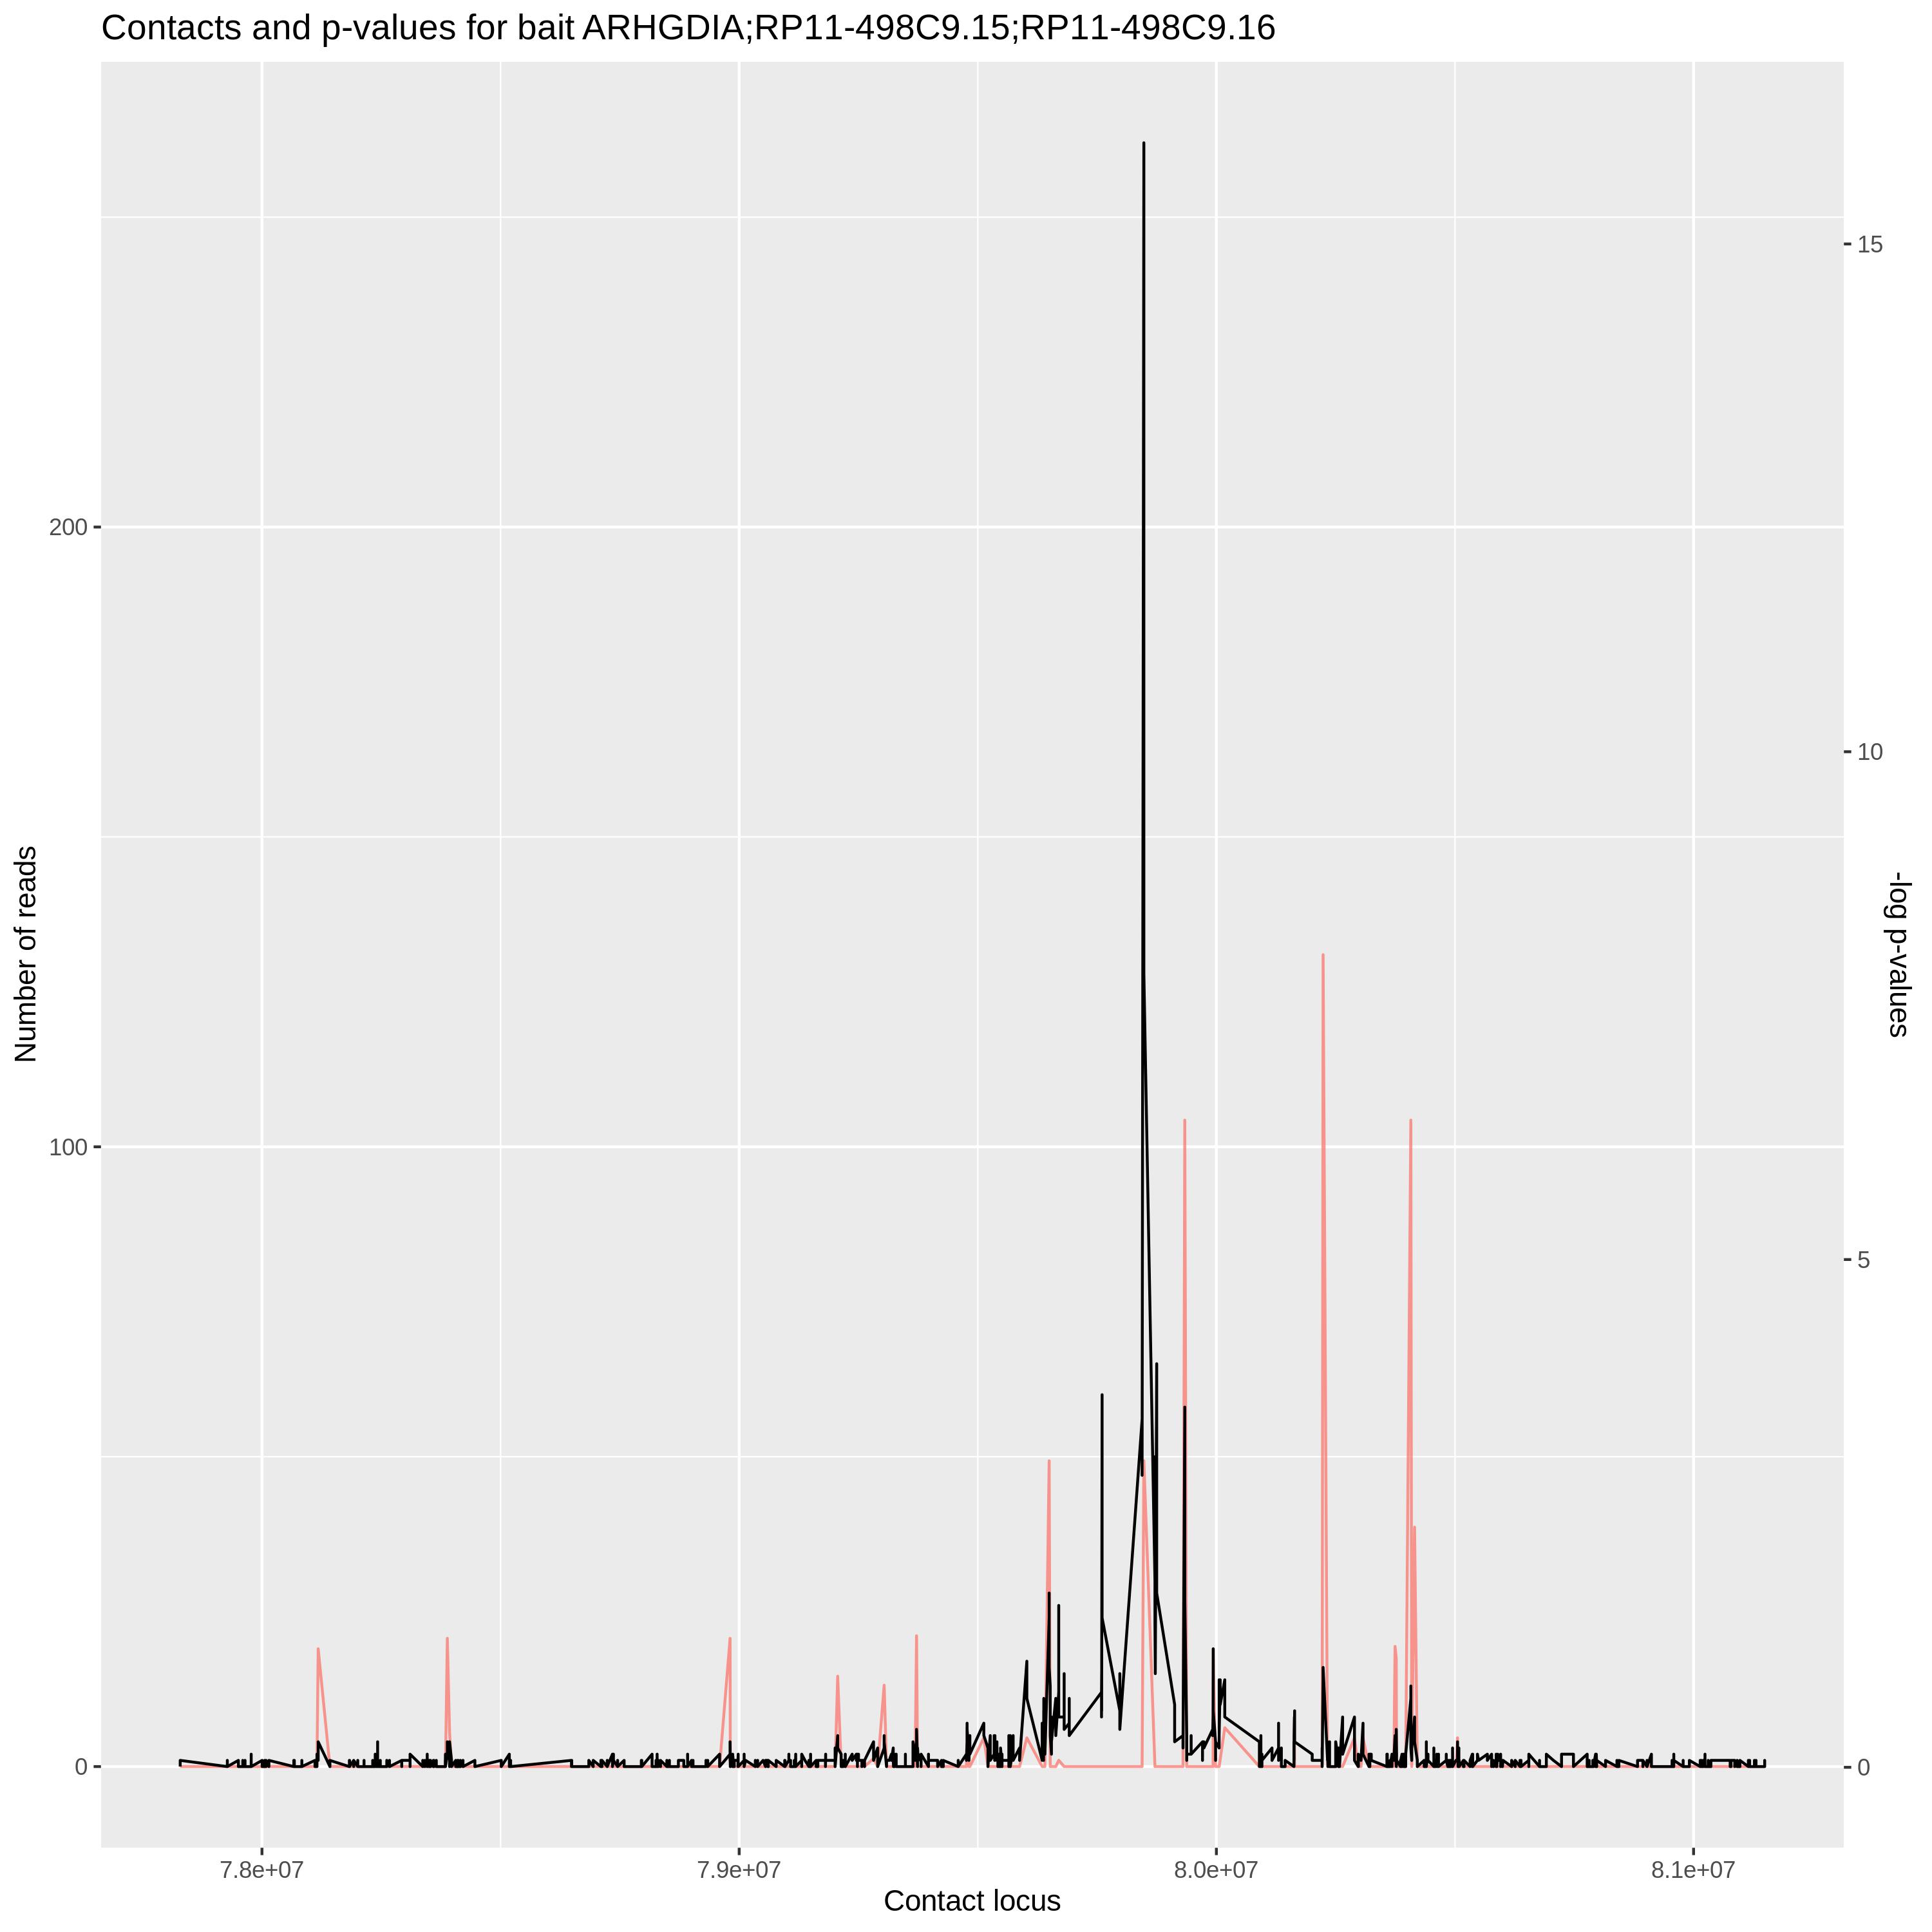 Contacts and p-values for bait ARHGDIA;RP11-498C9.15;RP11-498C9.16
15
200
10
Number of reads
-log p-values
100
5
0
0
7.8e+07
7.9e+07
8.0e+07
8.1e+07
Contact locus